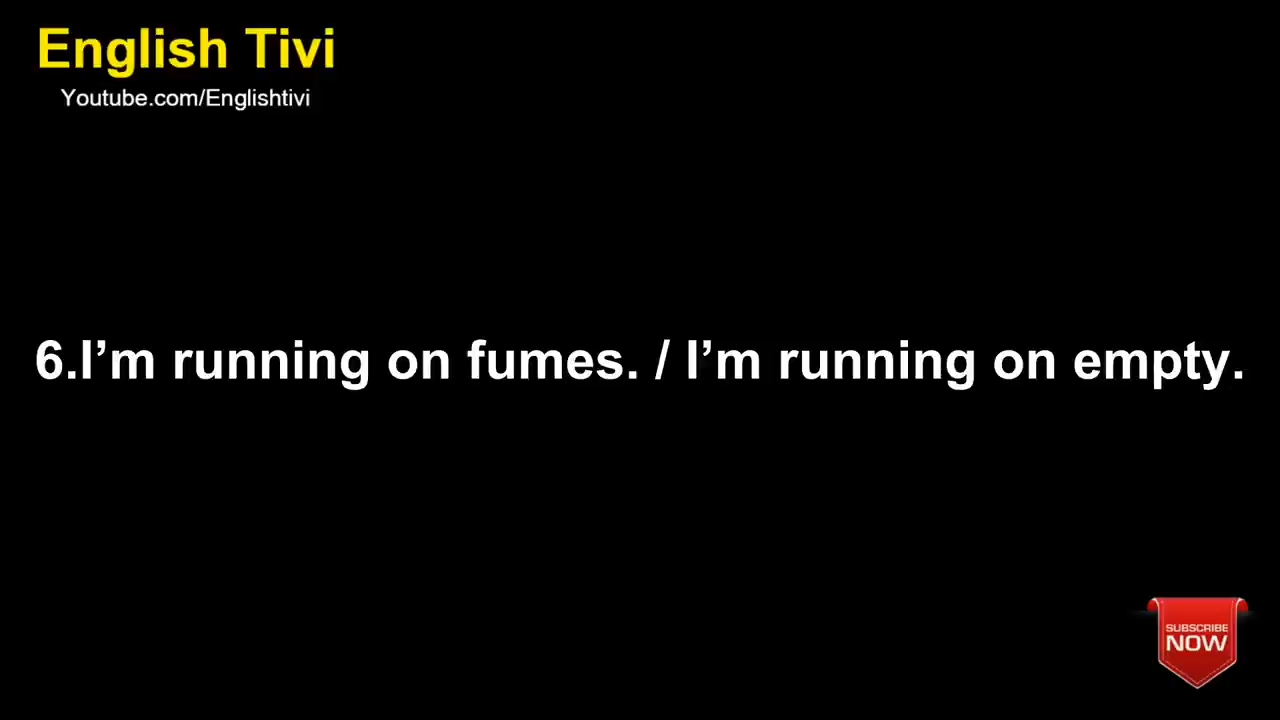 English Tivi
Youtube.com/Englishtivi
6.I’m running on fumes. / I’m running on empty.
SUBSCRIBE
NOW